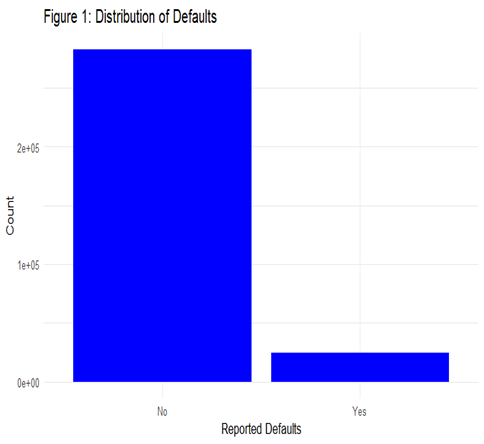 Figure 1: Distribution of Defaults
2e+05
1e+05
0e+00
Count
No
Yes
Reported Defaults